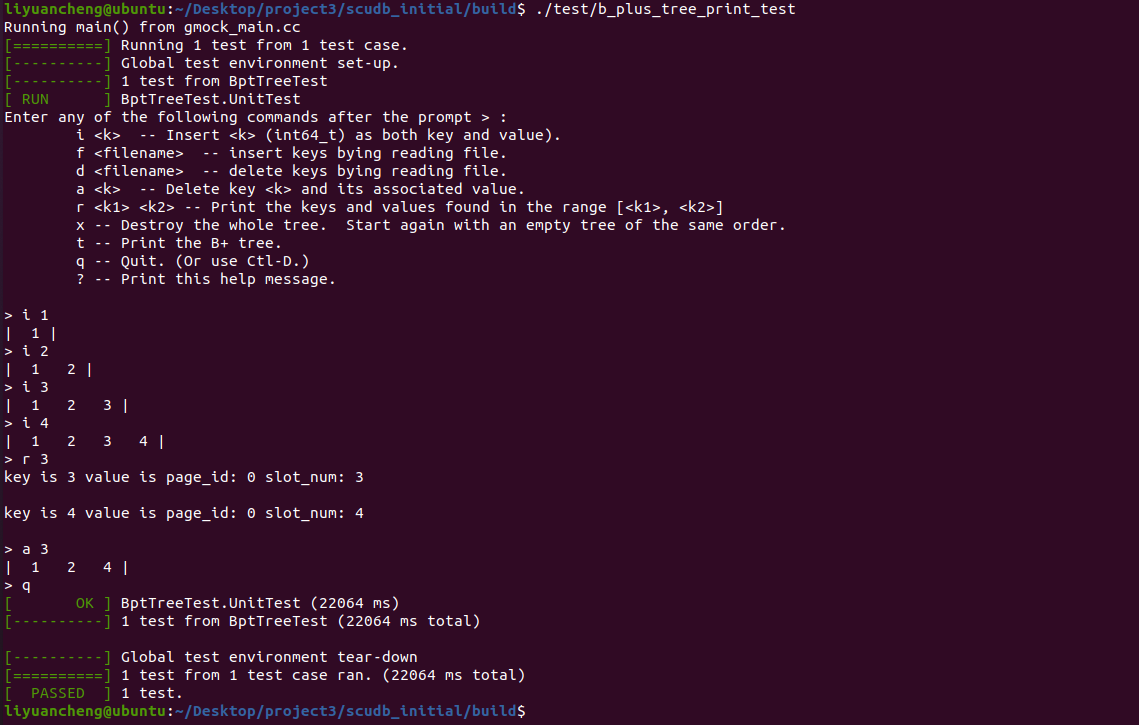 liyuancheng@ubuntu:~/Desktop/project3/scudb_initial/build$ ./test/b_plus_tree_print_test
Running main() from gmock_main.cc
[==========] Running 1 test from 1 test case.
[----------] Global test environment set-up.
[----------] 1 test from BptTreeTest
[ RUN      ] BptTreeTest.UnitTest
Enter any of the following commands after the prompt > :
        i <k>  -- Insert <k> (int64_t) as both key and value).
        f <filename>  -- insert keys bying reading file.
        d <filename>  -- delete keys bying reading file.
        a <k>  -- Delete key <k> and its associated value.
        r <k1> <k2> -- Print the keys and values found in the range [<k1>, <k2>]
        x -- Destroy the whole tree.  Start again with an empty tree of the same order.
        t -- Print the B+ tree.
        q -- Quit. (Or use Ctl-D.)
        ? -- Print this help message.

> i 1
|  1 |
> i 2
|  1   2 |
> i 3
|  1   2   3 |
> i 4
|  1   2   3   4 |
> r 3
key is 3 value is page_id: 0 slot_num: 3

key is 4 value is page_id: 0 slot_num: 4

> a 3
|  1   2   4 |
> q
[       OK ] BptTreeTest.UnitTest (22064 ms)
[----------] 1 test from BptTreeTest (22064 ms total)

[----------] Global test environment tear-down
[==========] 1 test from 1 test case ran. (22064 ms total)
[  PASSED  ] 1 test.
liyuancheng@ubuntu:~/Desktop/project3/scudb_initial/build$